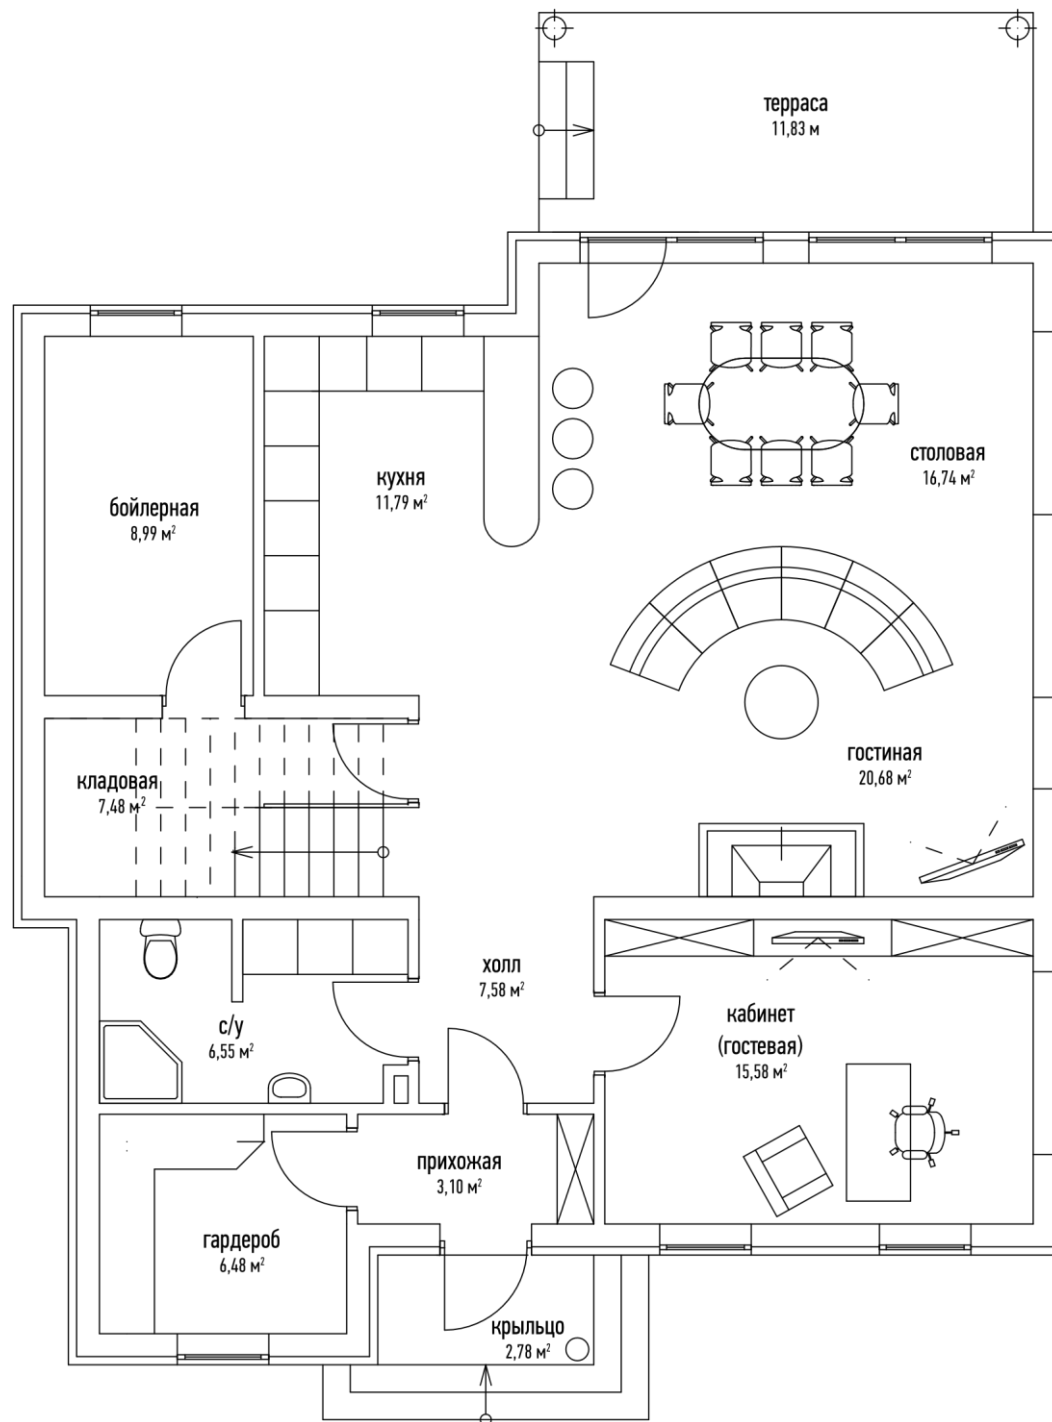 терраса
11,83 м
столовая
16,74 м²
кухня
11,79 м²
бойлерная
8,99 м²
гостиная
20,68 м²
кладовая
7,48 м²
холл
7,58 м²
с/у
6,55 м²
кабинет
(гостевая)
15,58 м²
прихожая
3,10 м²
гардероб
6,48 м²
крыльцо
2,78 м²